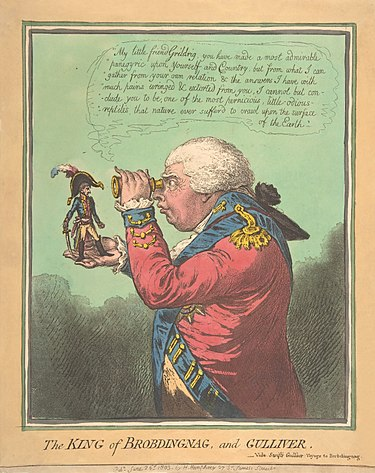 "My little friend Grildrig, you have made a most admirable
panegyric upon Yourself and Country, but from what I can
gather from your own relation & the answers I have with
much pains wringed & extorted from you, I cannot but con-
clude you to be, one of the most pernicious, little odious
reptiles, that nature ever suffer'd to crawl upon the surface
of the Earth.
The KING of BROBDINGNAG, and GULLIVER.
Vide. Swift's Gulliver: Voyage to Brobdingnag.
Publd. June 26th 1803. by H. Humphrey 27 St. James's Street